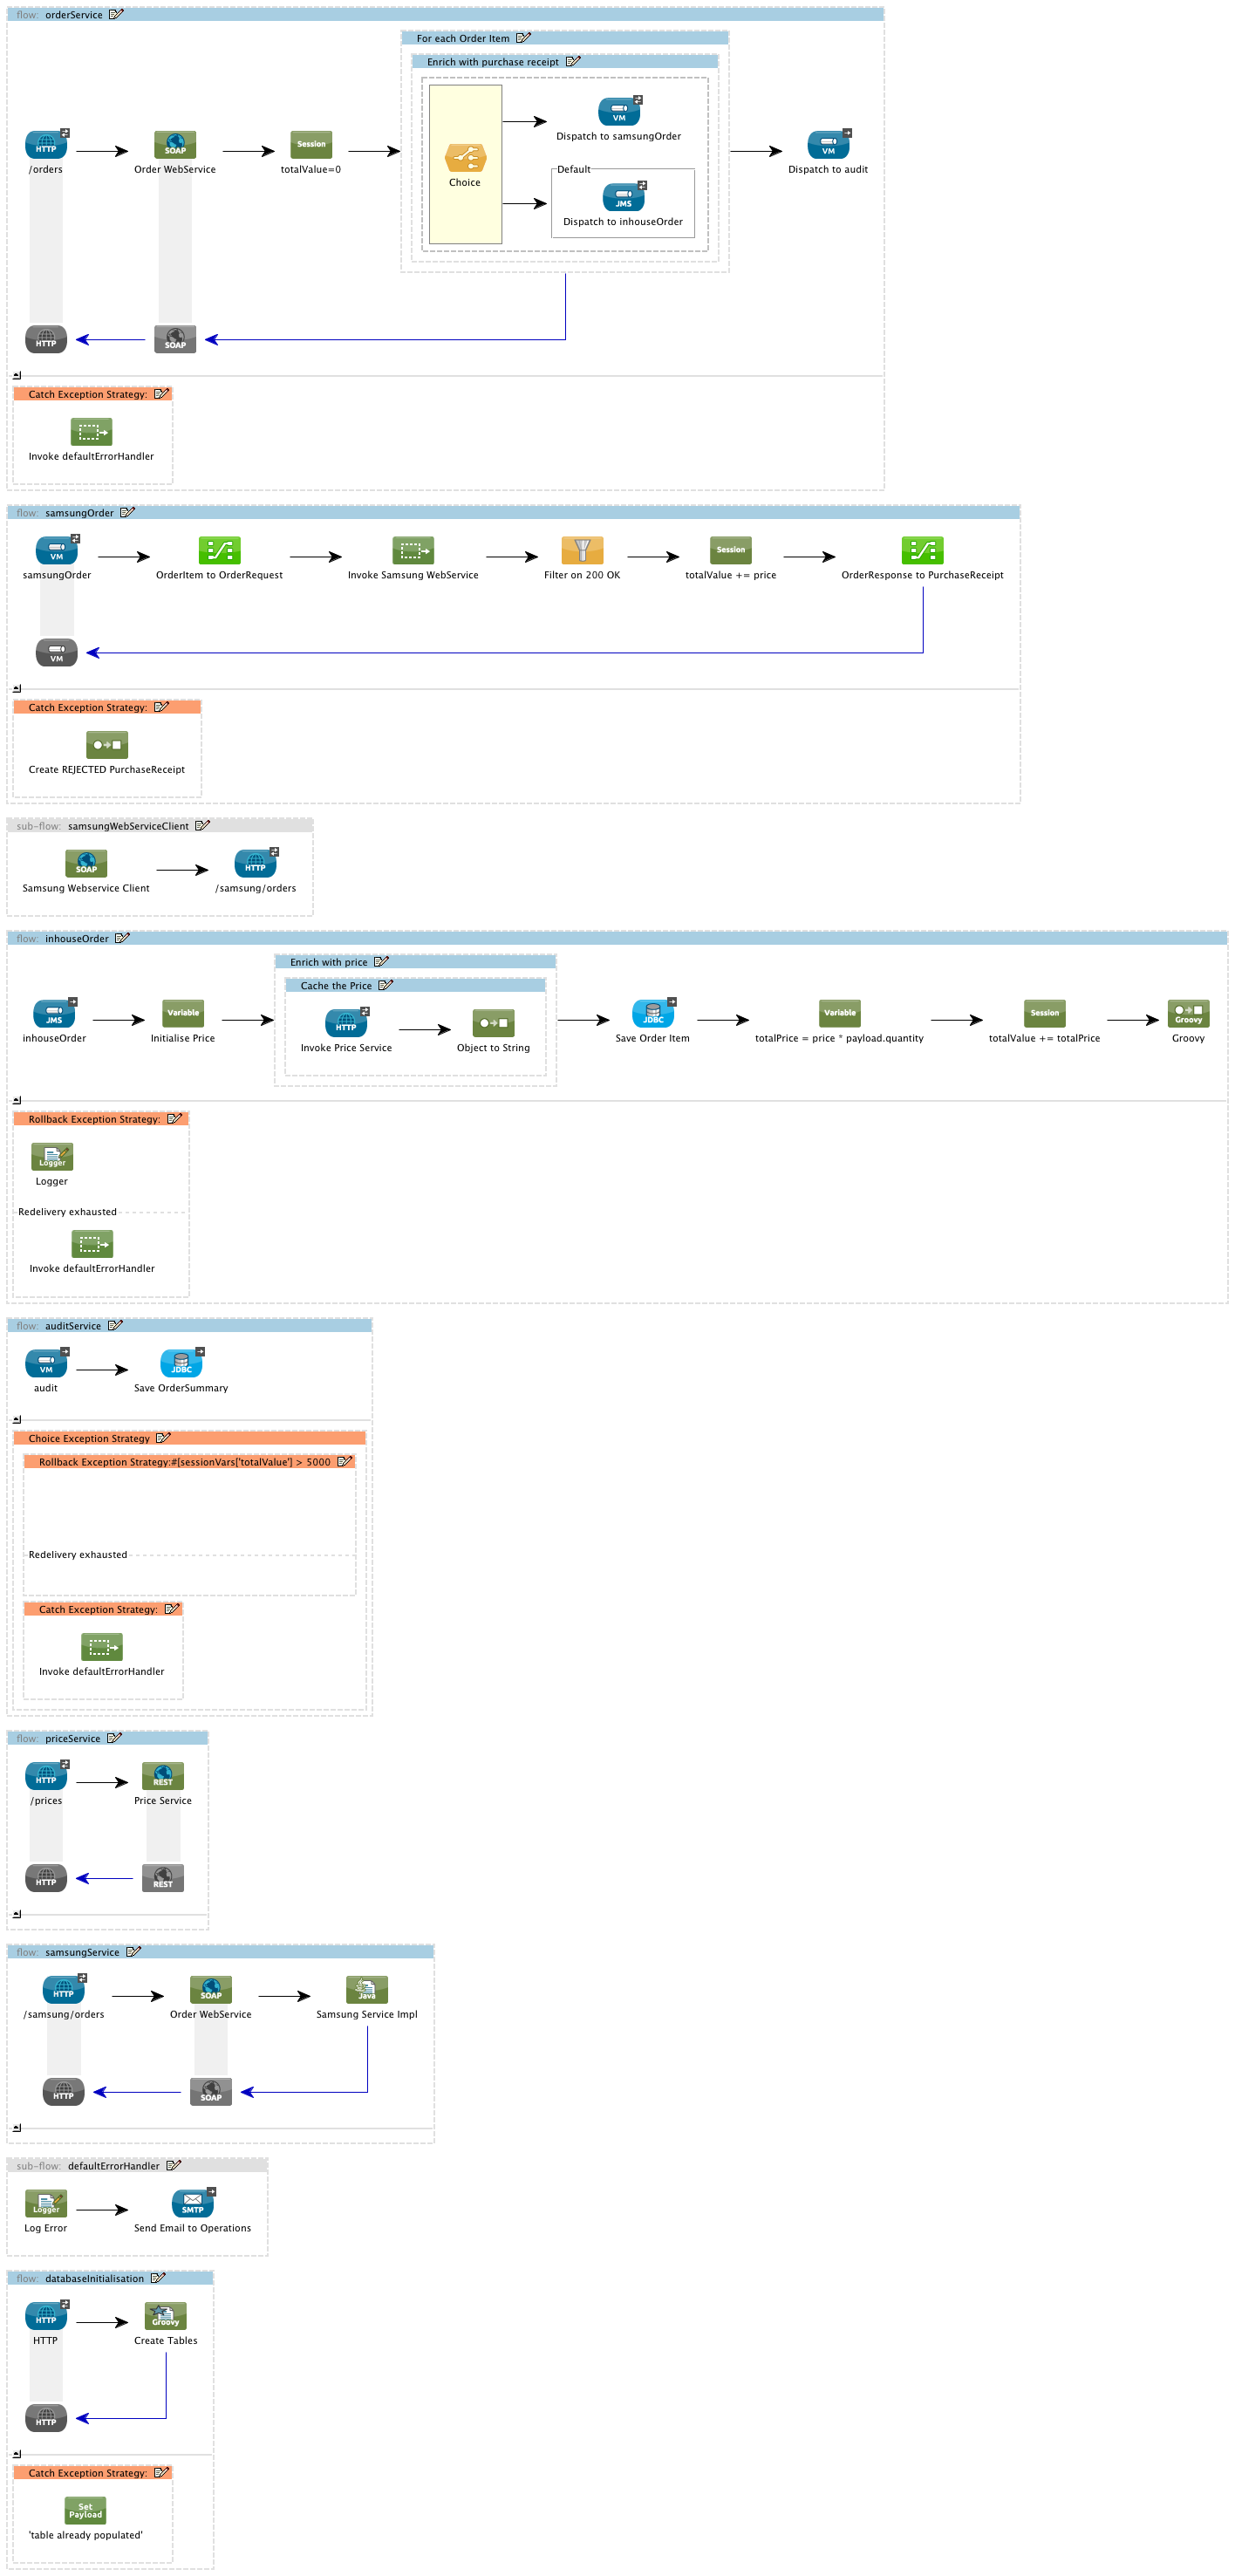 flow: orderService
For each Order Item
Enrich with purchase receipt
VM
Dispatch to samsungOrder
HTTP
/orders
SOAP
Order WebService
Session
totalValue=0
Choice
Default
JMS
Dispatch to inhouseOrder
VM
Dispatch to audit
HTTP
SOAP
Catch Exception Strategy:
Invoke defaultErrorHandler
flow: samsungOrder
VM
samsungOrder
OrderItem to OrderRequest
Invoke Samsung WebService
Filter on 200 OK
Session
totalValue += price
OrderResponse to PurchaseReceipt
VM
Catch Exception Strategy:
Create REJECTED PurchaseReceipt
sub-flow: samsungWebServiceClient
SOAP
Samsung Webservice Client
HTTP
/samsung/orders
flow: inhouseOrder
Enrich with price
Cache the Price
JMS
inhouseOrder
Variable
Initialise Price
HTTP
Invoke Price Service
Object to String
JDBC
Save Order Item
Variable
totalPrice = price * payload.quantity
Session
totalValue += totalPrice
Groovy
Groovy
Rollback Exception Strategy:
Logger
Logger
Redelivery exhausted
Invoke defaultErrorHandler
flow: auditService
VM
audit
JDBC
Save OrderSummary
Choice Exception Strategy
Rollback Exception Strategy:#[sessionVars['totalValue'] > 5000
Redelivery exhausted
Catch Exception Strategy:
Invoke defaultErrorHandler
flow: priceService
HTTP
/prices
REST
Price Service
HTTP
REST
flow: samsungService
HTTP
/samsung/orders
SOAP
Order WebService
Java
Samsung Service Impl
HTTP
SOAP
sub-flow: defaultErrorHandler
Logger
Log Error
SMTP
Send Email to Operations
flow: databaseInitialisation
HTTP
HTTP
Groovy
Create Tables
HTTP
Catch Exception Strategy:
Set
Payload
'table already populated'